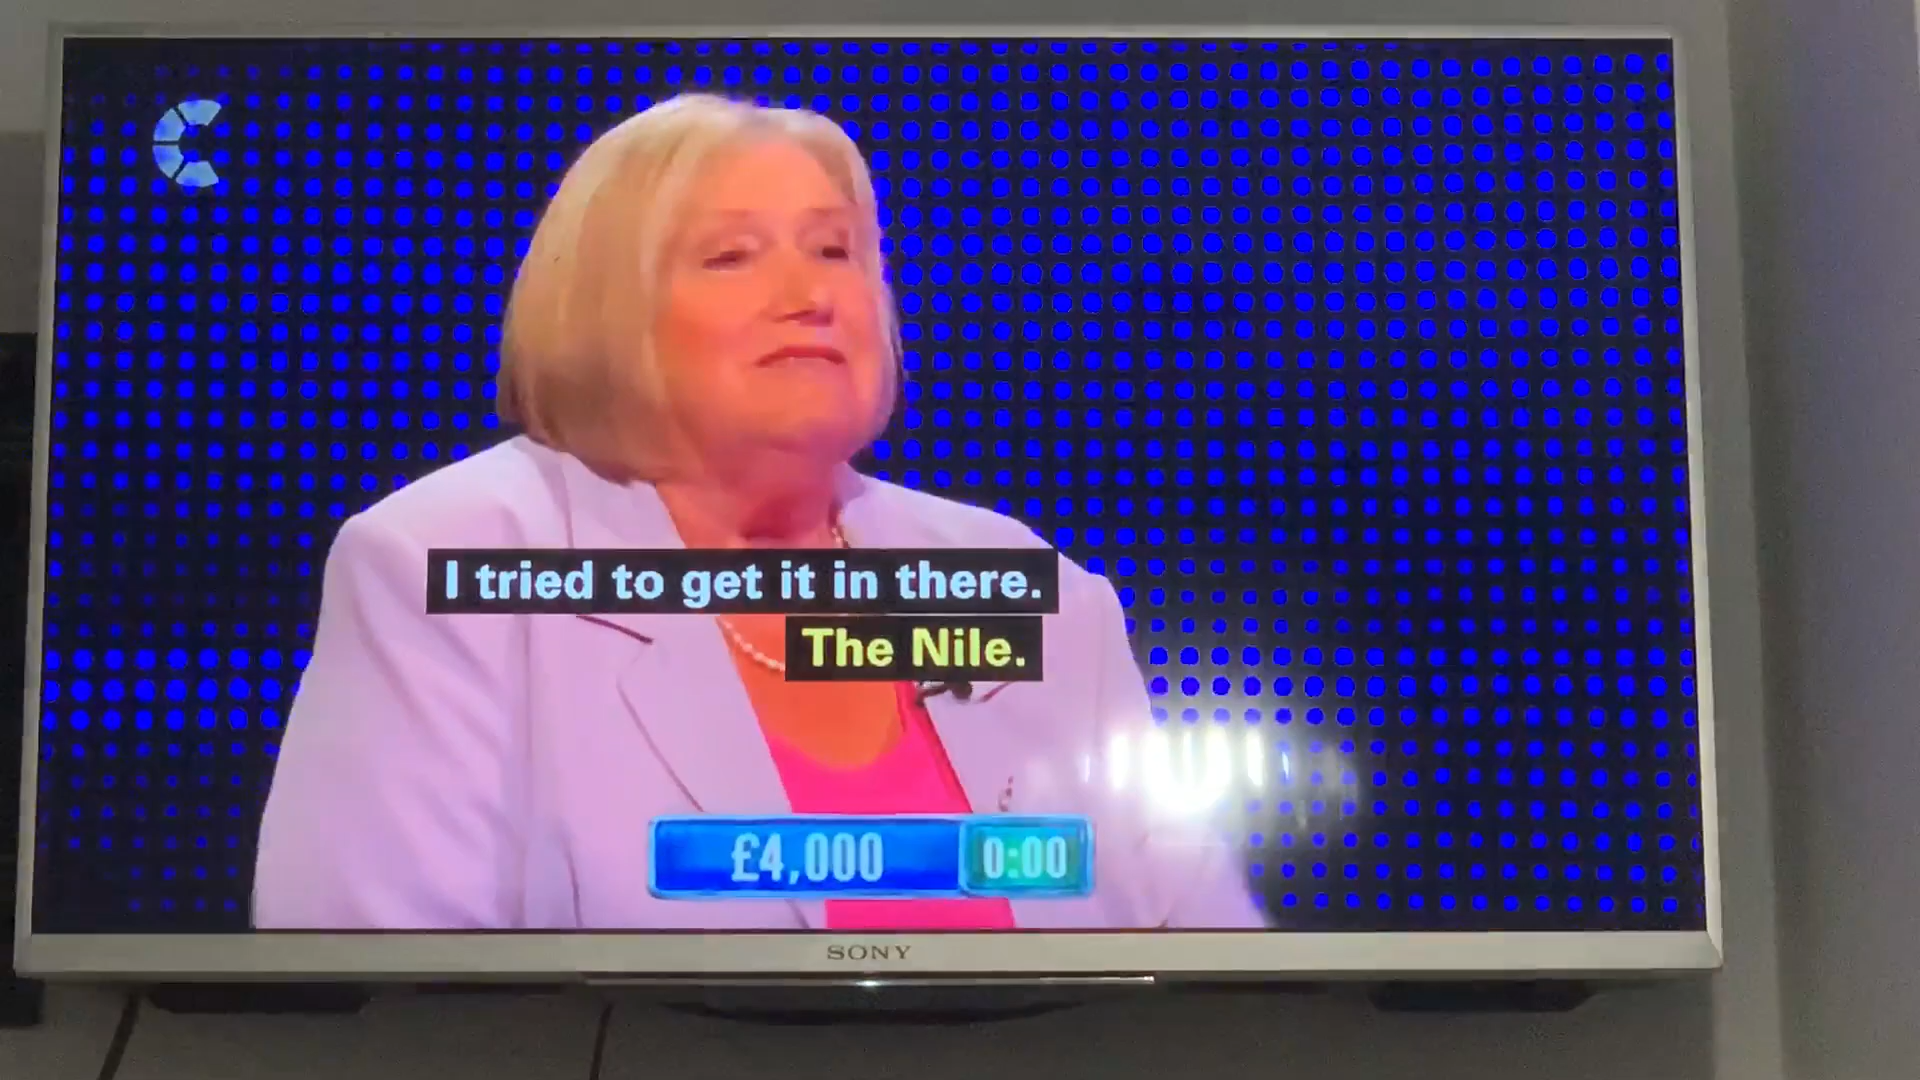 I tried to get it in there.
The Nile.
£4,000 0:00
SONY